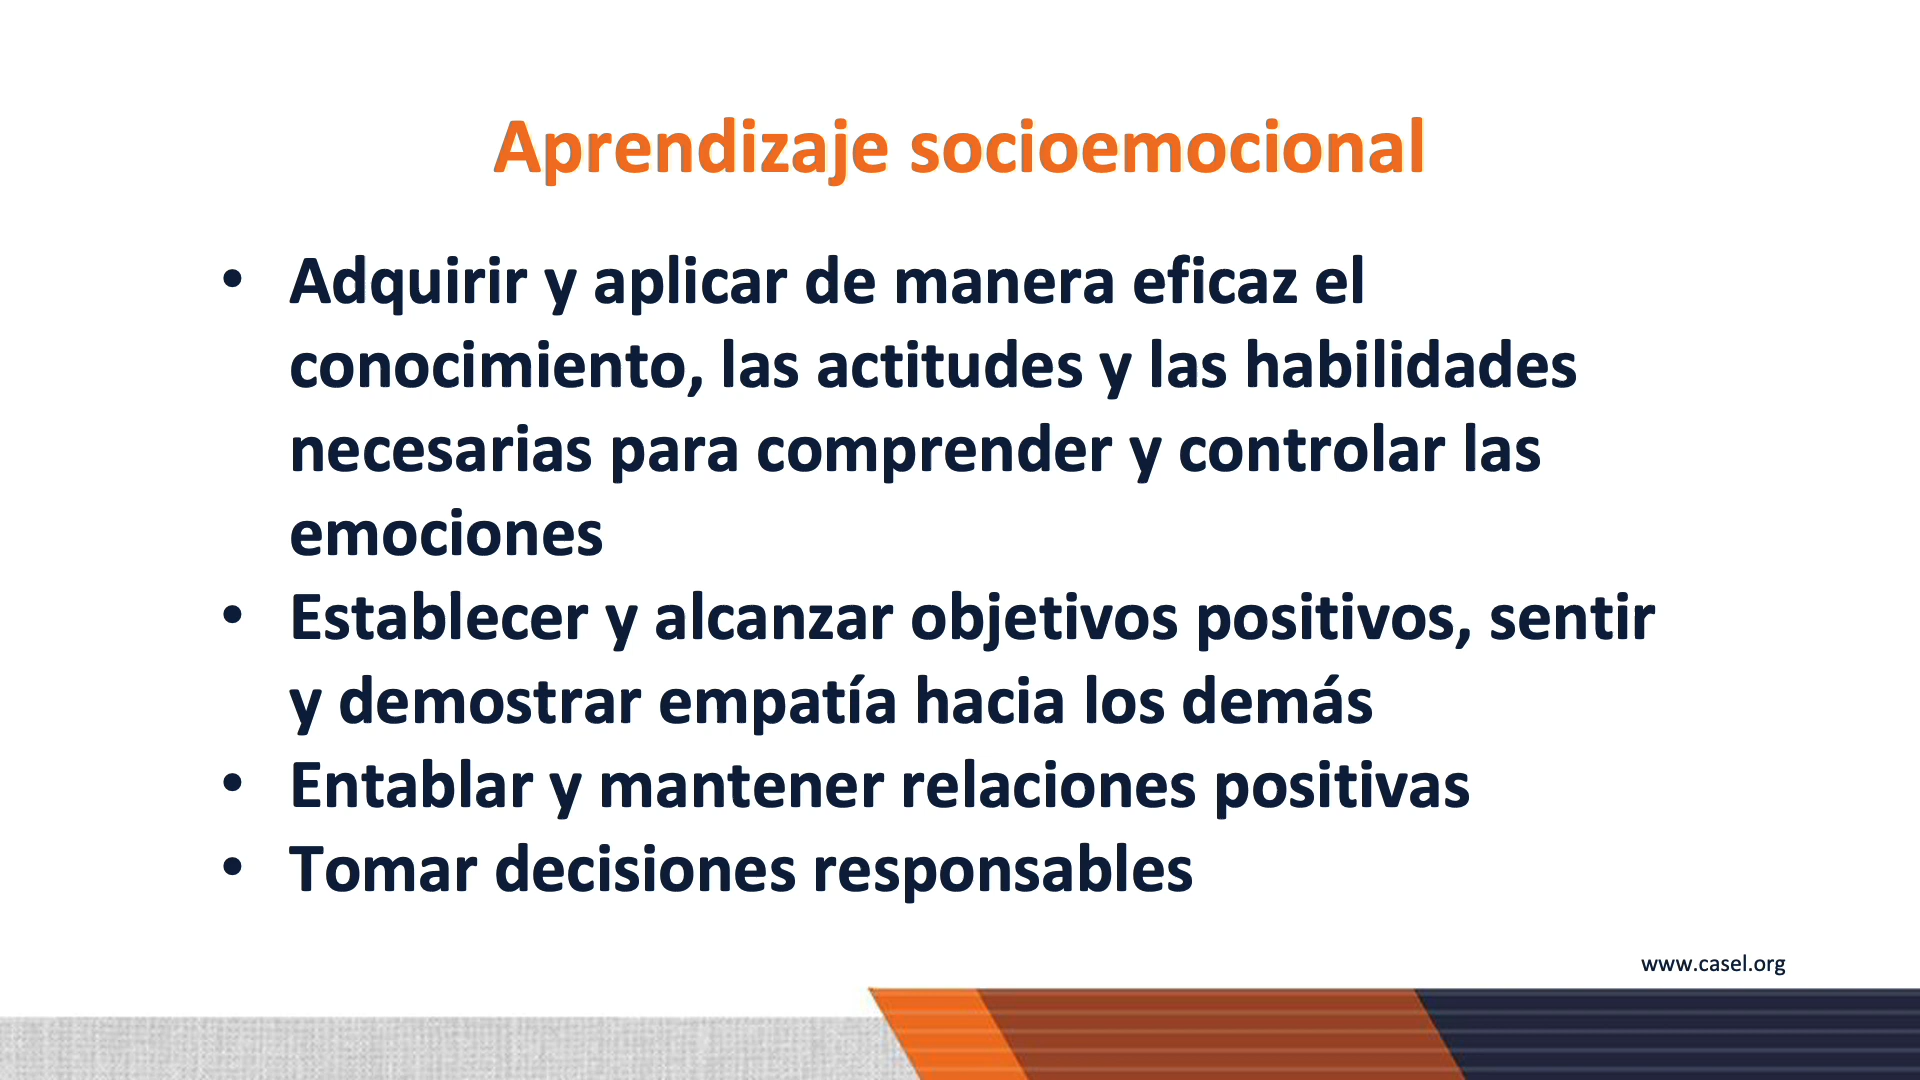 Aprendizaje socioemocional
• Adquirir y aplicar de manera eficaz el
conocimiento, las actitudes y las habilidades
necesarias para comprender y controlar las
emociones
• Establecer y alcanzar objetivos positivos, sentir
y demostrar empatía hacia los demás
• Entablar y mantener relaciones positivas
• Tomar decisiones responsables
www.casel.org